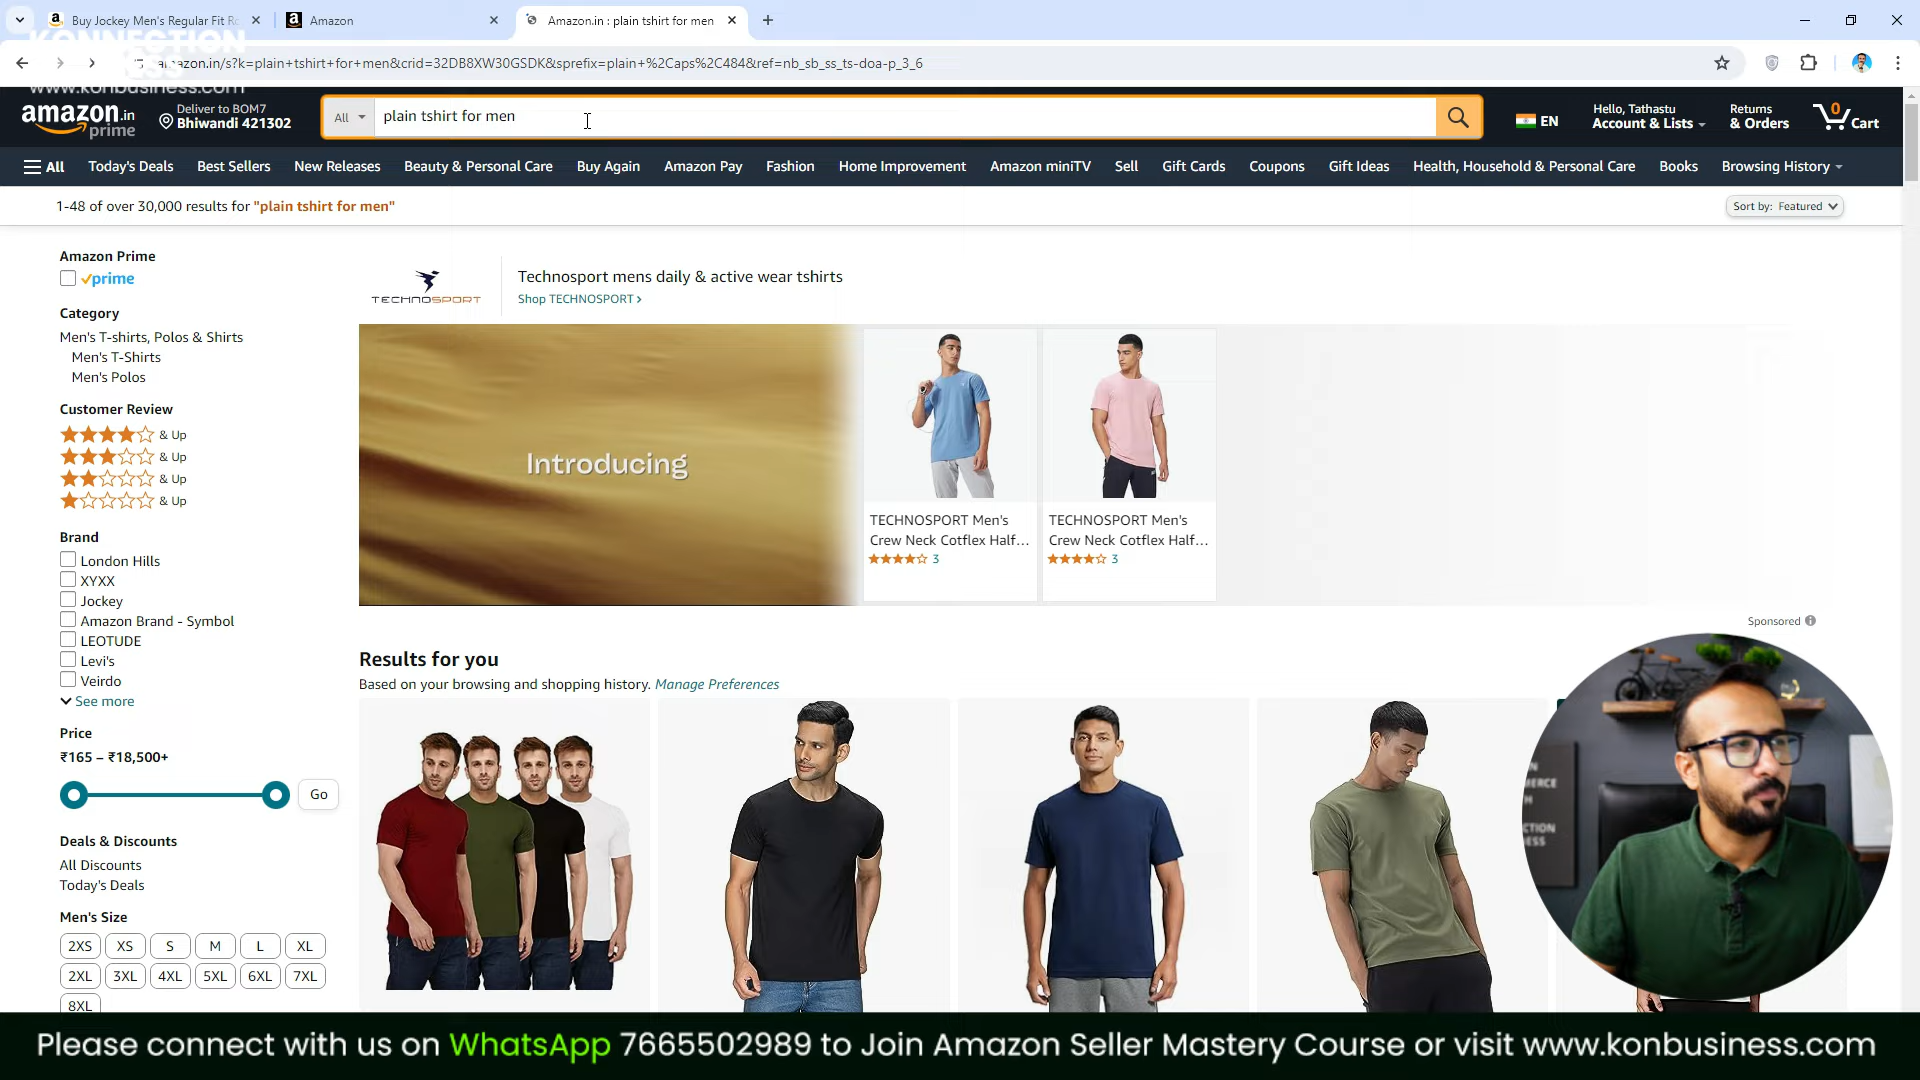 Buy Jockey Men's Regular Fit Ro
Amazon
Amazon.in : plain tshirt for men
KONNECTION
amazon.in/s?k=plain+tshirt+for+men&crid=32DB8XW30GSDK&sprefix=plain+%2Caps%2C484&ref=nb_sb_ss_ts-doa-p_3_6
www.konbusiness.com
amazon.in
prime
Deliver to BOM7
Bhiwandi 421302
All
plain tshirt for men
EN
Hello, Tathastu
Account & Lists
Returns
& Orders
0
Cart
All
Today's Deals
Best Sellers
New Releases
Beauty & Personal Care
Buy Again
Amazon Pay
Fashion
Home Improvement
Amazon miniTV
Sell
Gift Cards
Coupons
Gift Ideas
Health, Household & Personal Care
Books
Browsing History
1-48 of over 30,000 results for "plain tshirt for men"
Sort by: Featured
Amazon Prime
prime
Category
Men's T-shirts, Polos & Shirts
Men's T-Shirts
Men's Polos
Customer Review
& Up
& Up
& Up
& Up
Brand
London Hills
XYXX
Jockey
Amazon Brand - Symbol
LEOTUDE
Levi's
Veirdo
See more
Price
₹165 – ₹18,500+
Go
Deals & Discounts
All Discounts
Today's Deals
Men's Size
2XS
XS
S
M
L
XL
2XL
3XL
4XL
5XL
6XL
7XL
8XL
TECHNOSPORT
Technosport mens daily & active wear tshirts
Shop TECHNOSPORT ›
Introducing
TECHNOSPORT Men's
Crew Neck Cotflex Half...
3
TECHNOSPORT Men's
Crew Neck Cotflex Half...
3
Sponsored
Results for you
Based on your browsing and shopping history. Manage Preferences
Please connect with us on WhatsApp 7665502989 to Join Amazon Seller Mastery Course or visit www.konbusiness.com